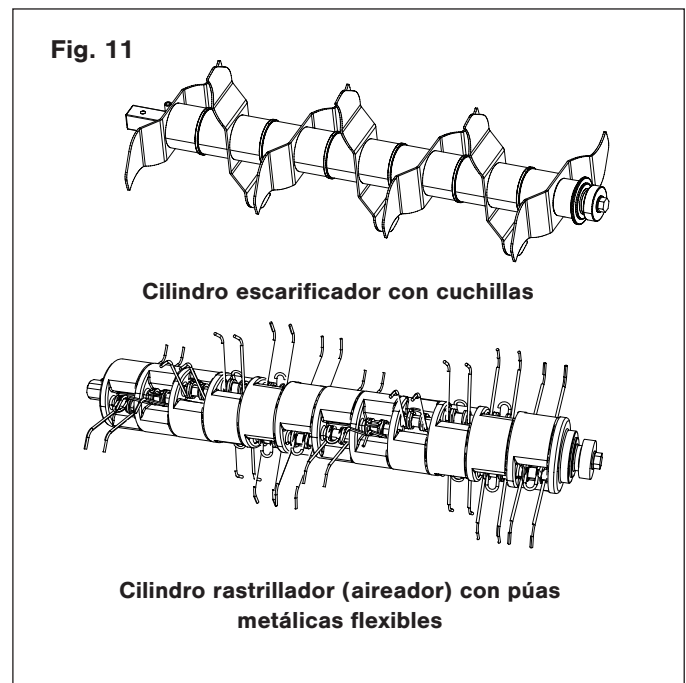 Fig. 11
Cilindro escarificador con cuchillas
Cilindro rastrillador (aireador) con púas
metálicas flexibles